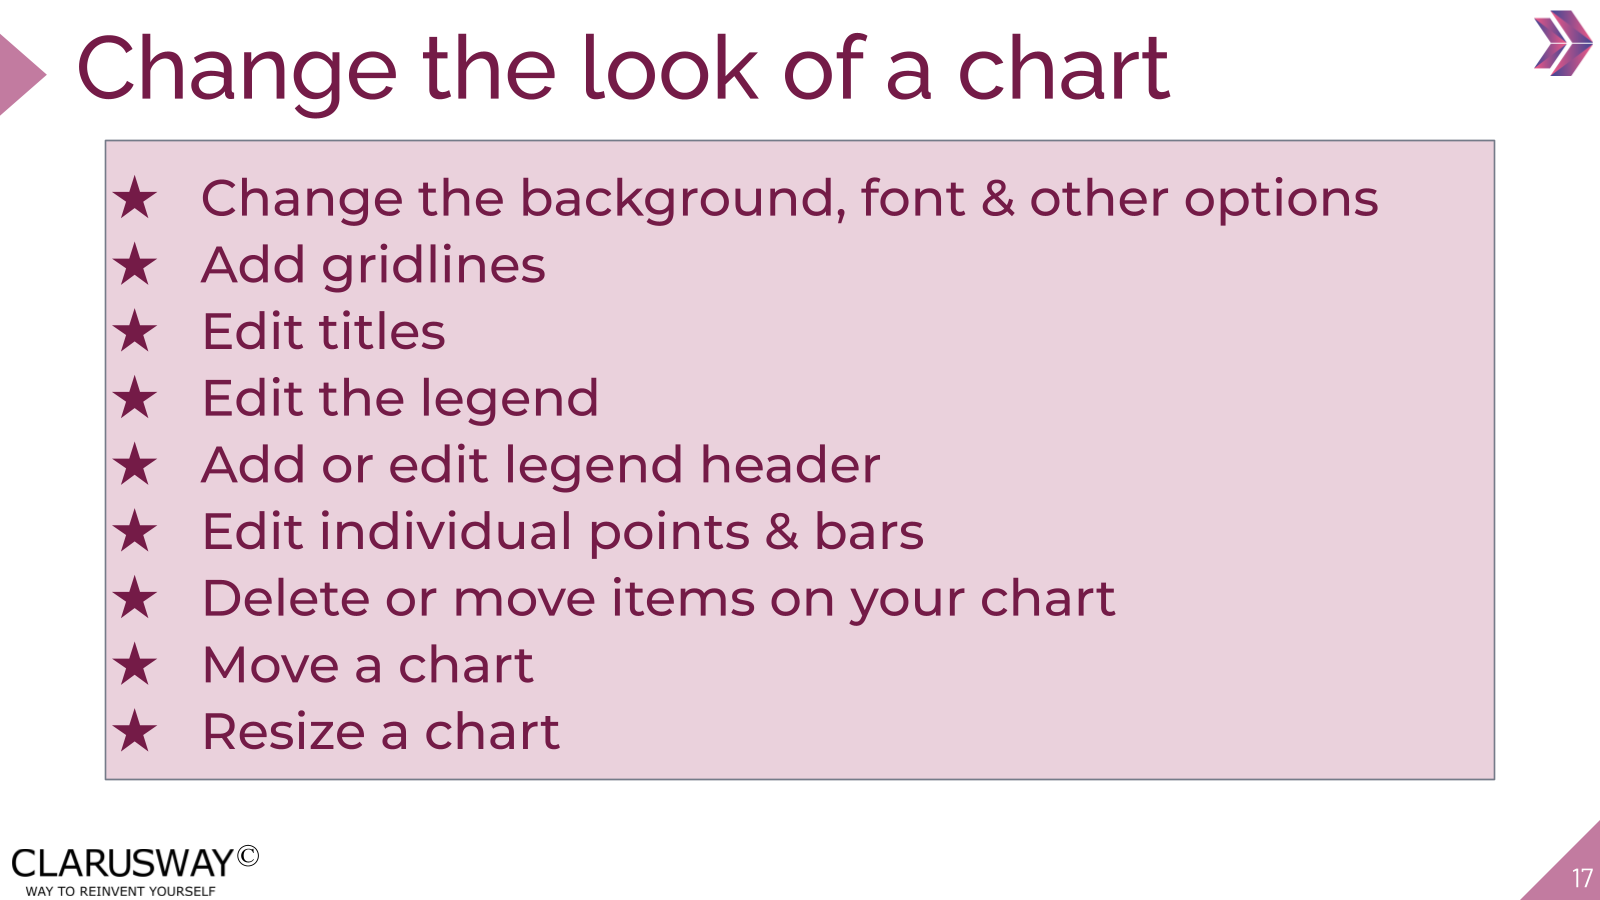 Change the look of a chart
★ Change the background, font & other options
★ Add gridlines
★ Edit titles
★ Edit the legend
★ Add or edit legend header
★ Edit individual points & bars
★ Delete or move items on your chart
★ Move a chart
★ Resize a chart
CLARUSWAY©
WAY TO REINVENT YOURSELF
17